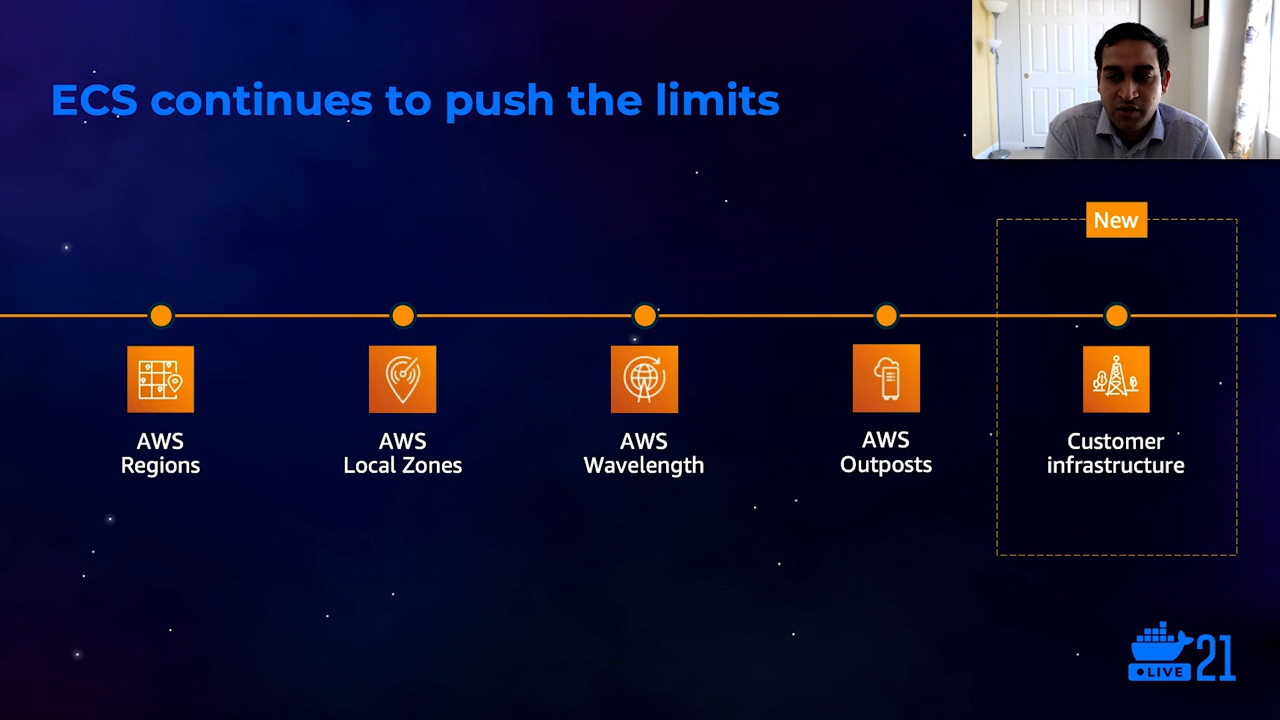 ECS continues to push the limits
New
AWS
Regions
AWS
Local Zones
AWS
Wavelength
AWS
Outposts
Customer
infrastructure
LIVE 21